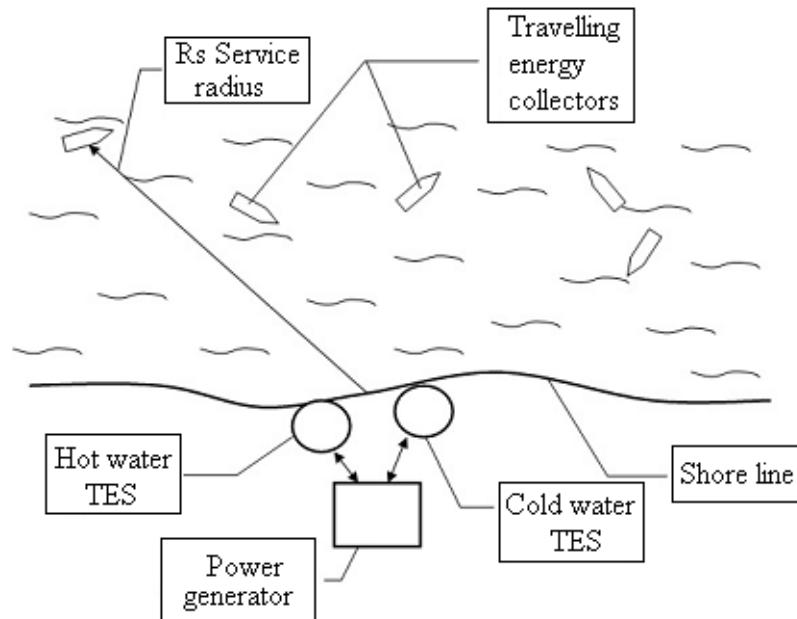 Rs Service
radius
Travelling
energy
collectors
Hot water
TES
Cold water
TES
Shore line
Power
generator